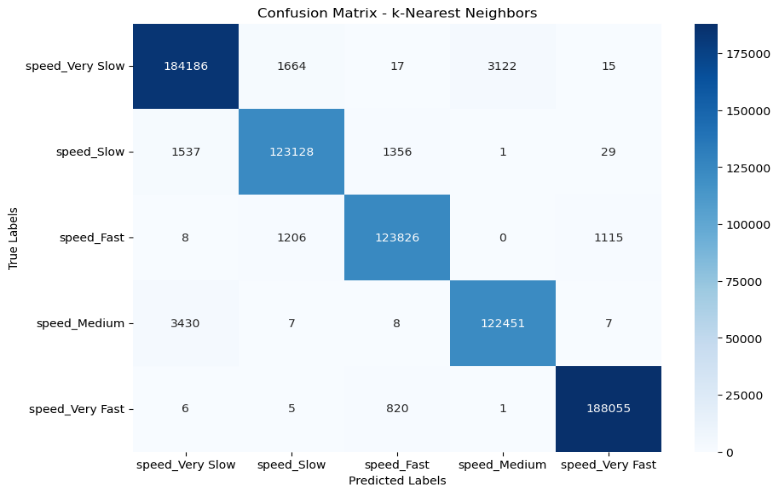 Confusion Matrix - k-Nearest Neighbors
True Labels
speed_Very Slow 184186 1664 17 3122 15
speed_Slow 1537 123128 1356 1 29
speed_Fast 8 1206 123826 0 1115
speed_Medium 3430 7 8 122451 7
speed_Very Fast 6 5 820 1 188055
speed_Very Slow speed_Slow speed_Fast speed_Medium speed_Very Fast
Predicted Labels
175000
150000
125000
100000
75000
50000
25000
0